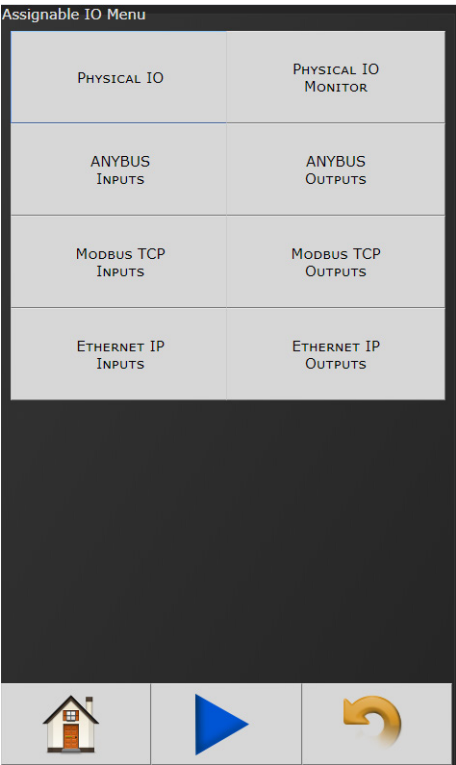 Assignable IO Menu
Physical IO
Physical IO
Monitor
ANYBUS
Inputs
ANYBUS
Outputs
Modbus TCP
Inputs
Modbus TCP
Outputs
Ethernet IP
Inputs
Ethernet IP
Outputs